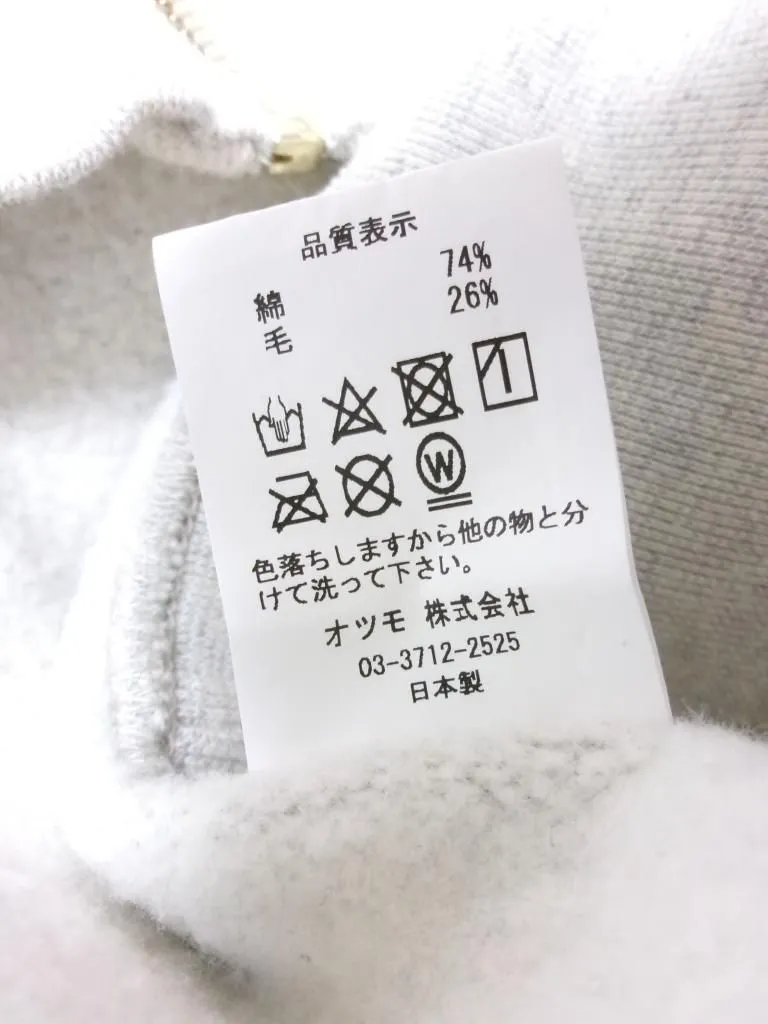 品質表示
綿 74%
毛 26%
W
色落ちしますから他の物と分
けて洗って下さい。
オツモ 株式会社
03-3712-2525
日本製